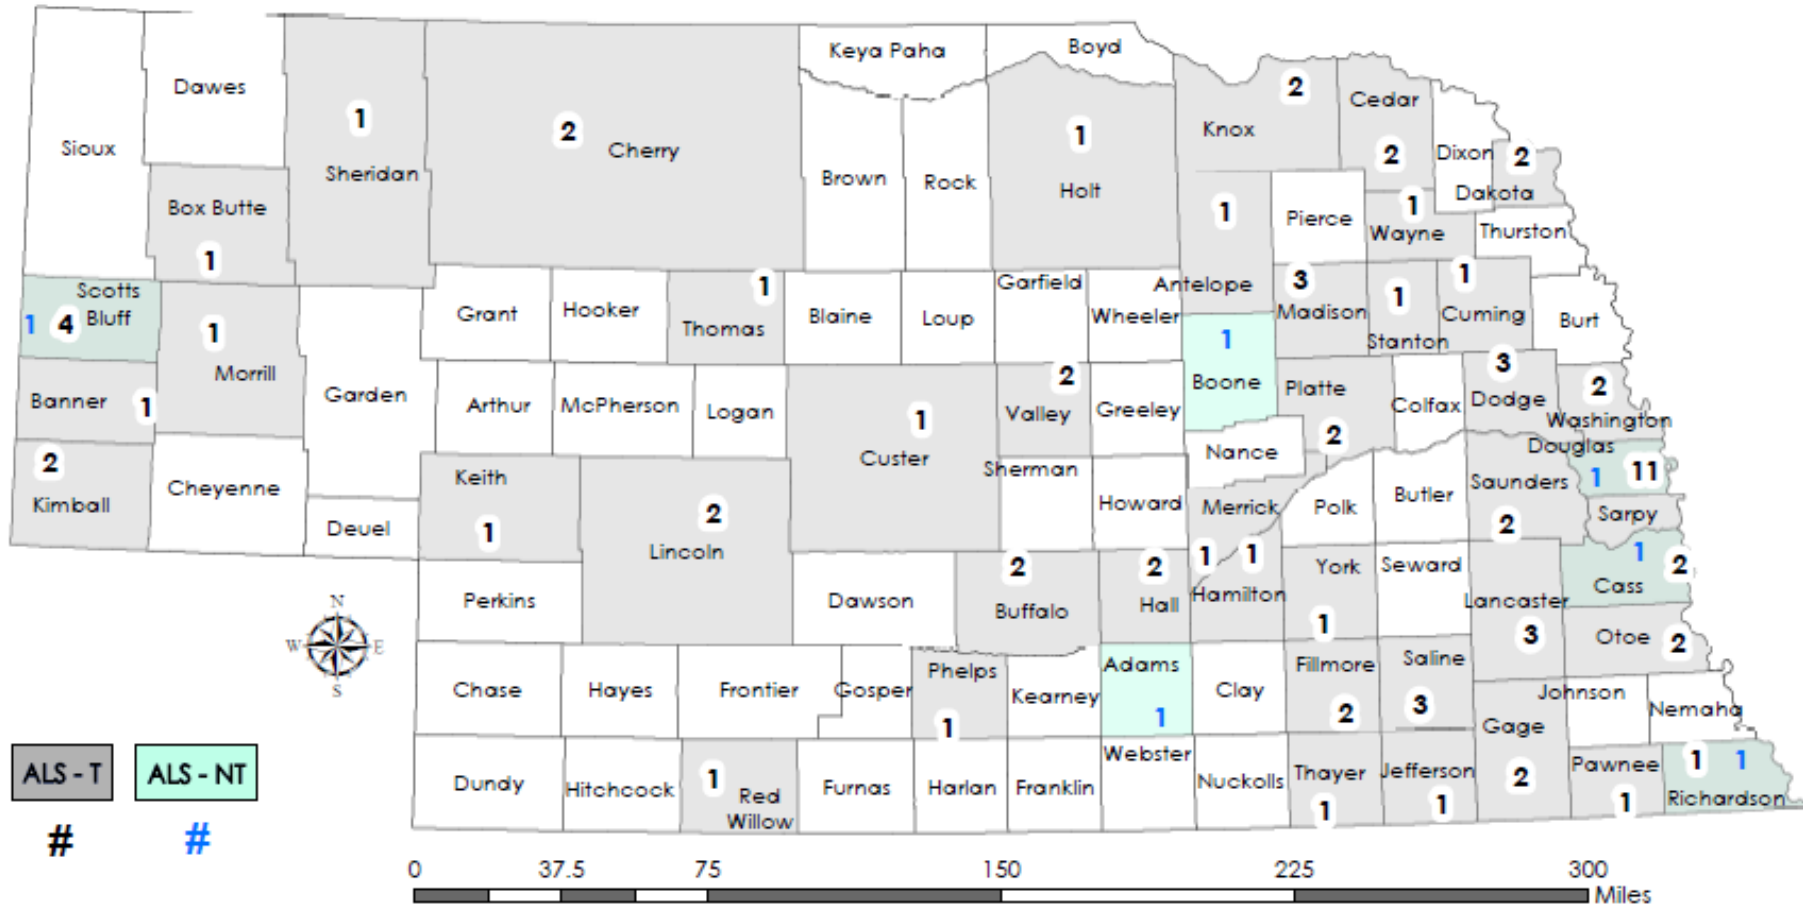 Keya Paha
Boyd
Dawes
2
Cedar
1
Sioux
2
Cherry
1
Knox
Sheridan
Brown
Rock
Holt
2
Dixon
2
Dakota
Box Butte
1
1
Pierce
1
Wayne
Thurston
Scotts
Bluff
1
4
1
Morrill
Grant
Hooker
1
Thomas
Blaine
Loup
Garfield
Wheeler
Antelope
3
Madison
1
Stanton
1
Cuming
Burt
Banner
1
Garden
Arthur
McPherson
Logan
1
Custer
2
Valley
Greeley
1
Boone
Platte
2
Colfax
3
Dodge
2
Washington
2
Kimball
Cheyenne
Deuel
Keith
1
2
Lincoln
Sherman
Howard
Nance
Merrick
1
Polk
Butler
Saunders
2
Douglas
1
11
Sarpy
Perkins
Dawson
2
Buffalo
2
Hall
1
Hamilton
York
1
Seward
Lancaster
3
1
2
Cass
Otoe
2
N
W
E
S
Chase
Hayes
Frontier
Gosper
Phelps
1
Kearney
Adams
1
Clay
Fillmore
2
Saline
3
Gage
2
Johnson
Nemaha
Dundy
Hitchcock
1
Red
Willow
Furnas
Harlan
Franklin
Webster
Nuckolls
Thayer
1
Jefferson
1
Pawnee
1
1
1
Richardson
ALS - T
ALS - NT
#
#
0
37.5
75
150
225
300
Miles